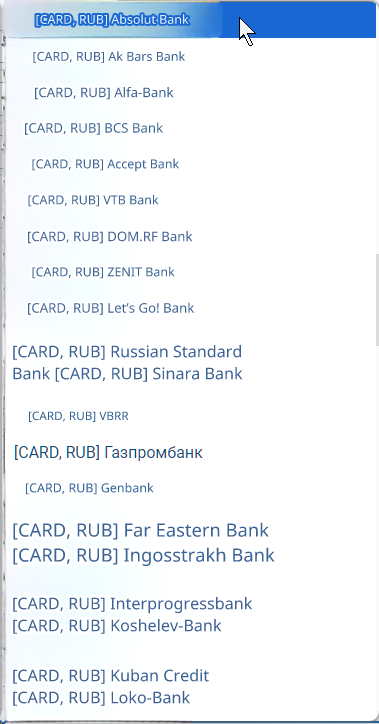 [CARD, RUB] Absolut Bank
[CARD, RUB] Ak Bars Bank
[CARD, RUB] Alfa-Bank
[CARD, RUB] BCS Bank
[CARD, RUB] Accept Bank
[CARD, RUB] VTB Bank
[CARD, RUB] DOM.RF Bank
[CARD, RUB] ZENIT Bank
[CARD, RUB] Let’s Go! Bank
[CARD, RUB] Russian Standard
Bank [CARD, RUB] Sinara Bank
[CARD, RUB] VBRR
[CARD, RUB] Газпромбанк
[CARD, RUB] Genbank
[CARD, RUB] Far Eastern Bank
[CARD, RUB] Ingosstrakh Bank
[CARD, RUB] Interprogressbank
[CARD, RUB] Koshelev-Bank
[CARD, RUB] Kuban Credit
[CARD, RUB] Loko-Bank